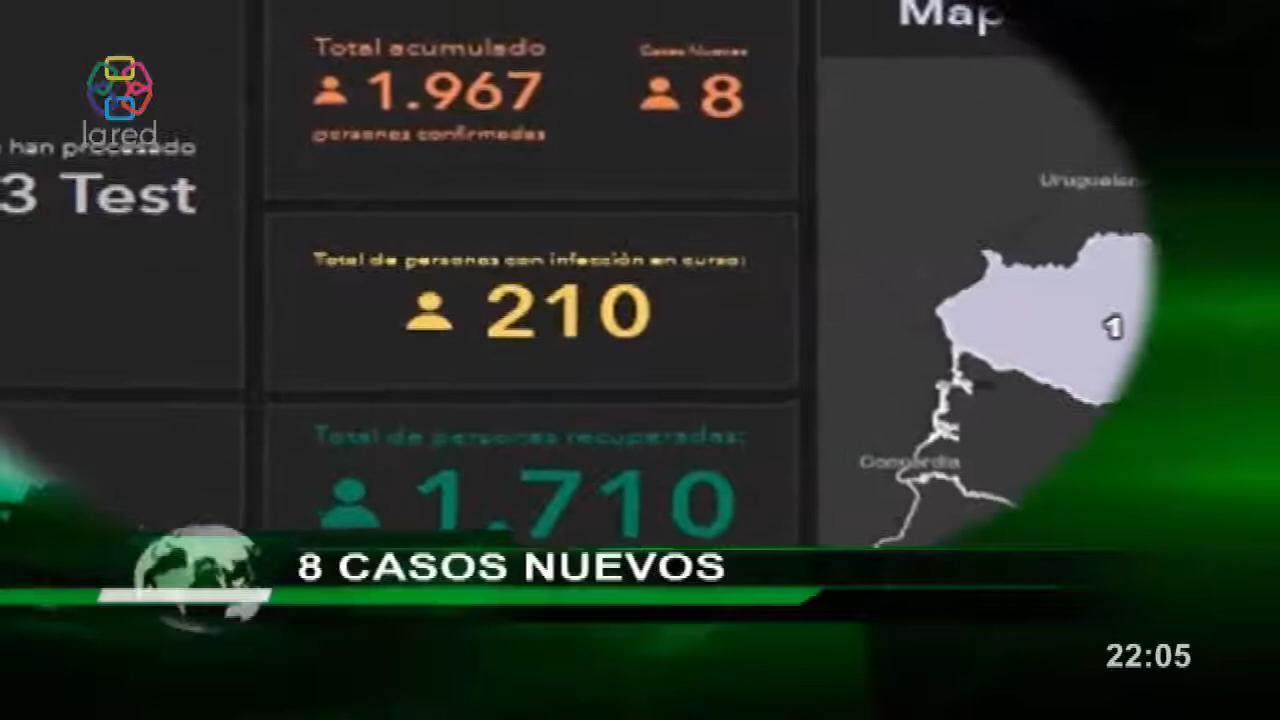 lared
han procesado
3 Test
Total acumulado
1.967
personas confirmadas
Casos Nuevos
8
Total de personas con infección en curso:
210
Total de personas recuperadas:
1.710
Map
1
Concordia
8 CASOS NUEVOS
22:05